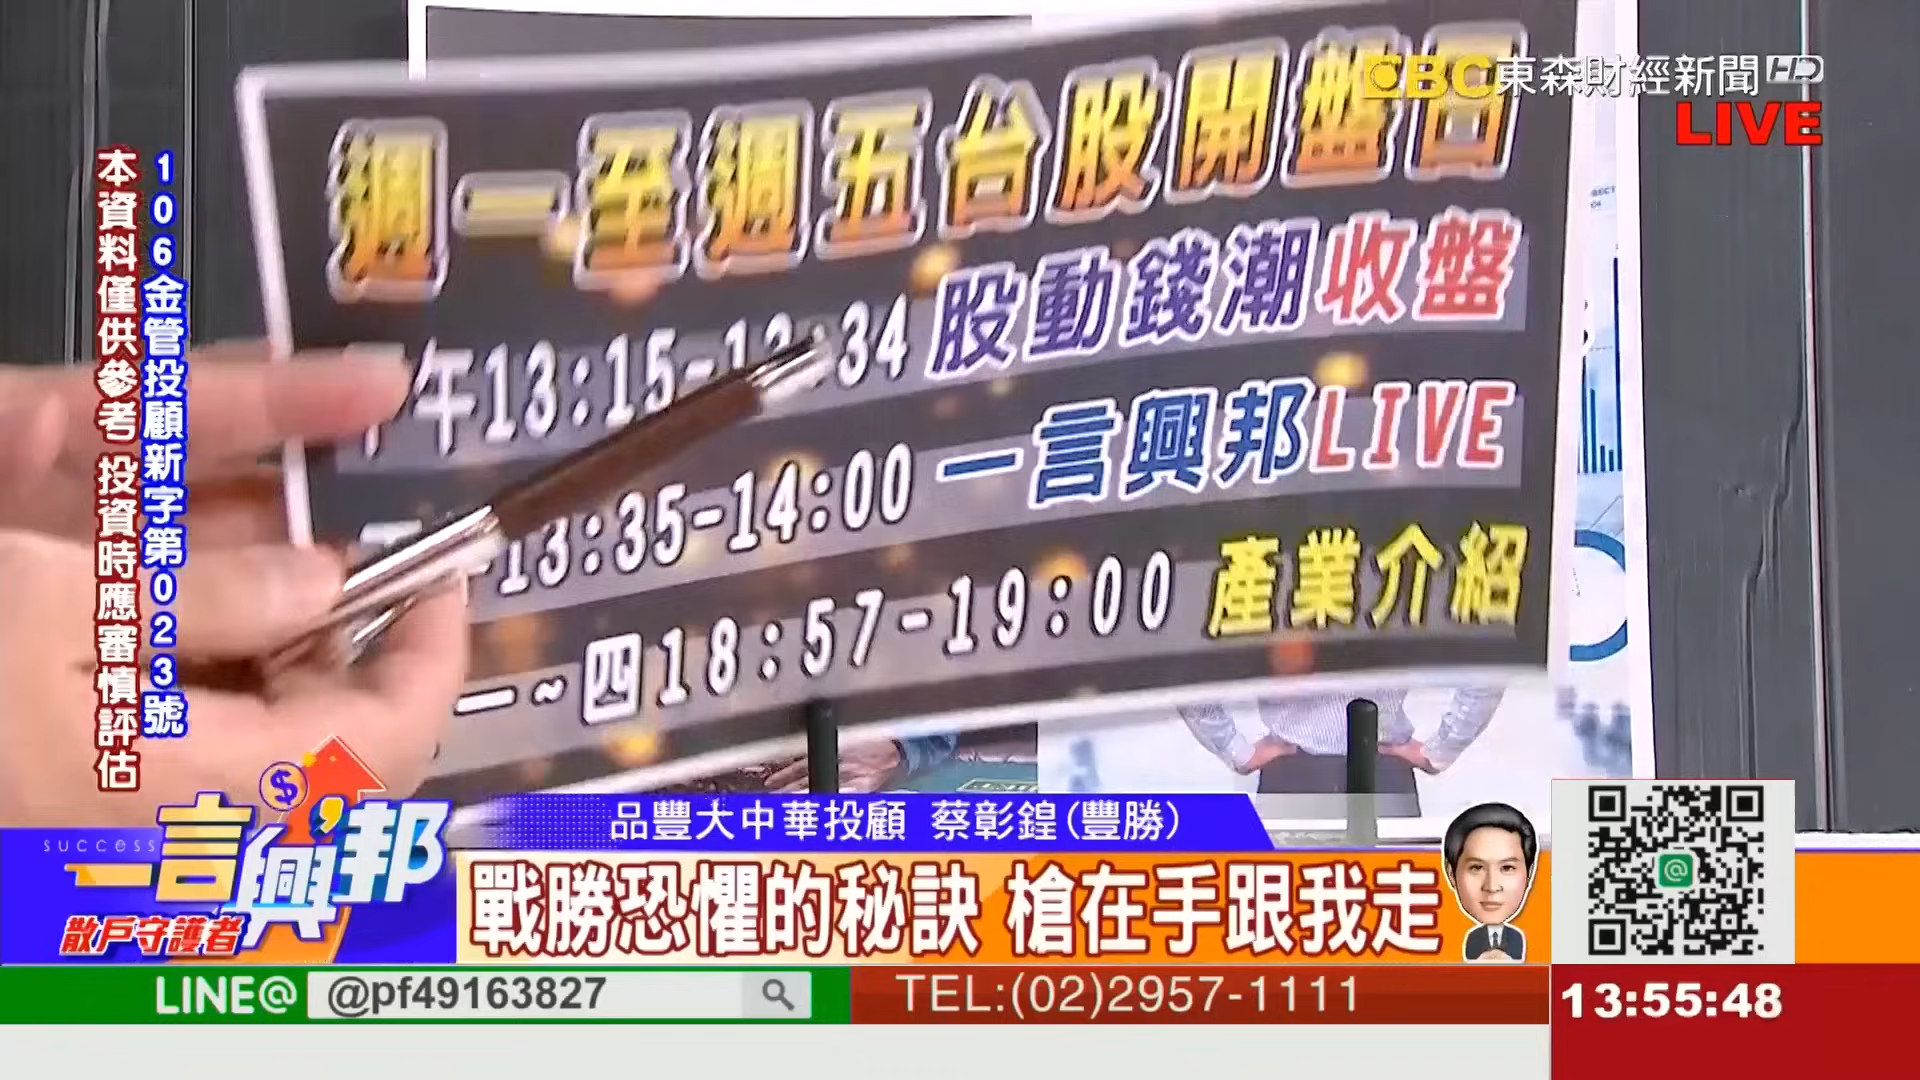 EBC東森財經新聞HD
LIVE
週一至週五台股開盤日
下午13:15-13:34 股動錢潮收盤
13:35-14:00 一言興邦LIVE
一~四18:57-19:00 產業介紹
106金管投顧新字第023號
本資料僅供參考 投資時應審慎評估
success
一言興邦
散戶守護者
品豐大中華投顧 蔡彰鍠(豐勝)
戰勝恐懼的秘訣 槍在手跟我走
LINE@ @pf49163827
TEL:(02)2957-1111
13:55:48